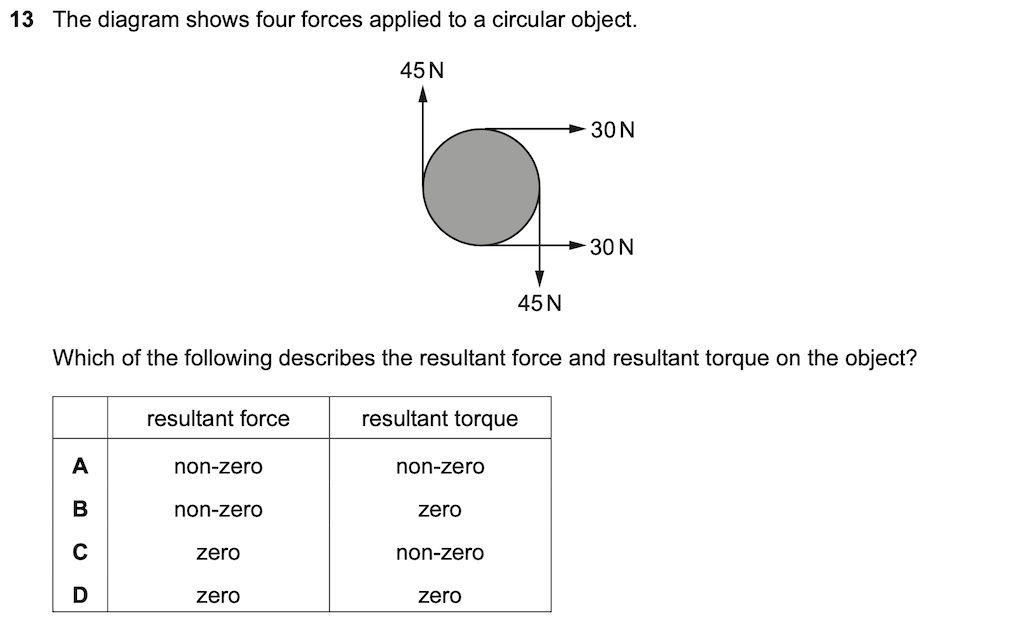 13 The diagram shows four forces applied to a circular object.
45 N
30 N
30 N
45 N
Which of the following describes the resultant force and resultant torque on the object?
resultant force resultant torque
A non-zero non-zero
B non-zero zero
C zero non-zero
D zero zero